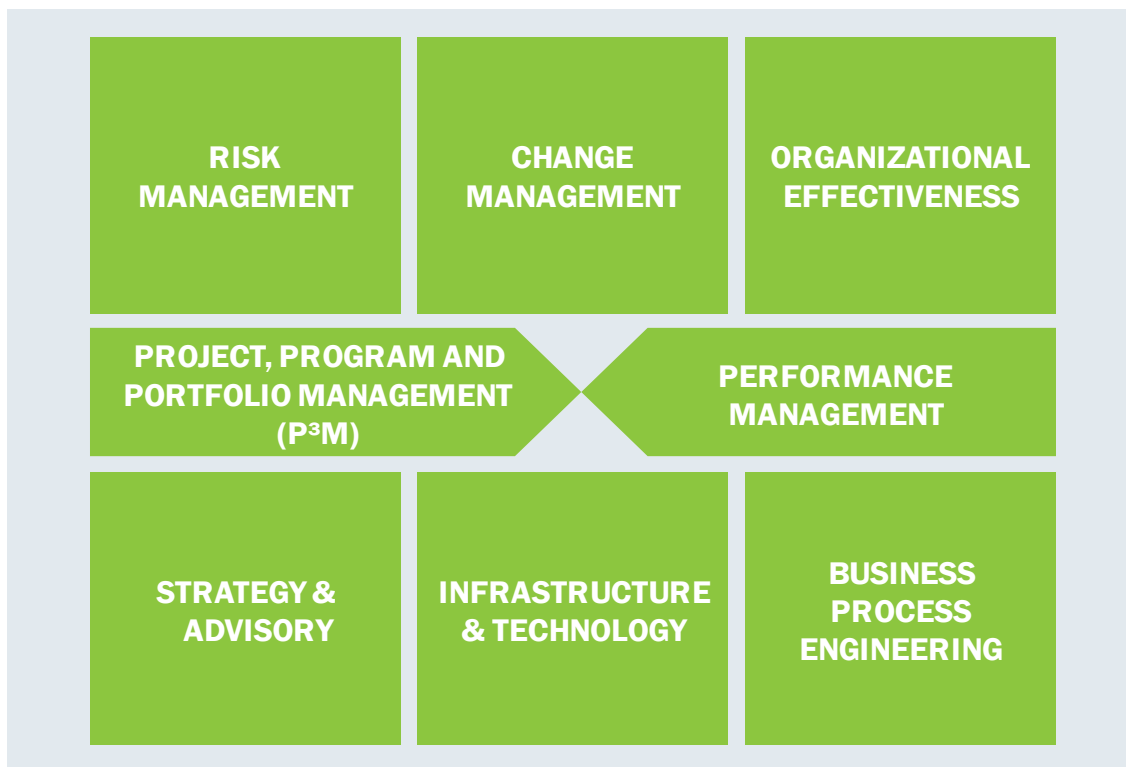 RISK
MANAGEMENT
CHANGE
MANAGEMENT
ORGANIZATIONAL
EFFECTIVENESS
PROJECT, PROGRAM AND
PORTFOLIO MANAGEMENT
(P³M)
PERFORMANCE
MANAGEMENT
STRATEGY &
ADVISORY
INFRASTRUCTURE
& TECHNOLOGY
BUSINESS
PROCESS
ENGINEERING